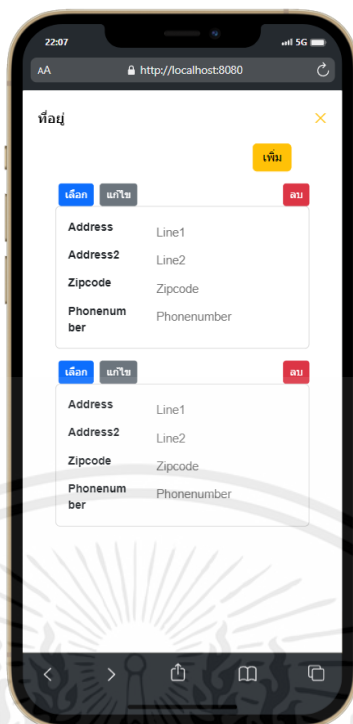 22:07 5G
AA http://localhost:8080
ที่อยู่
เพิ่ม
เลือก แก้ไข ลบ
Address Line1
Address2 Line2
Zipcode Zipcode
Phonenum
ber Phonenumber
เลือก แก้ไข ลบ
Address Line1
Address2 Line2
Zipcode Zipcode
Phonenum
ber Phonenumber